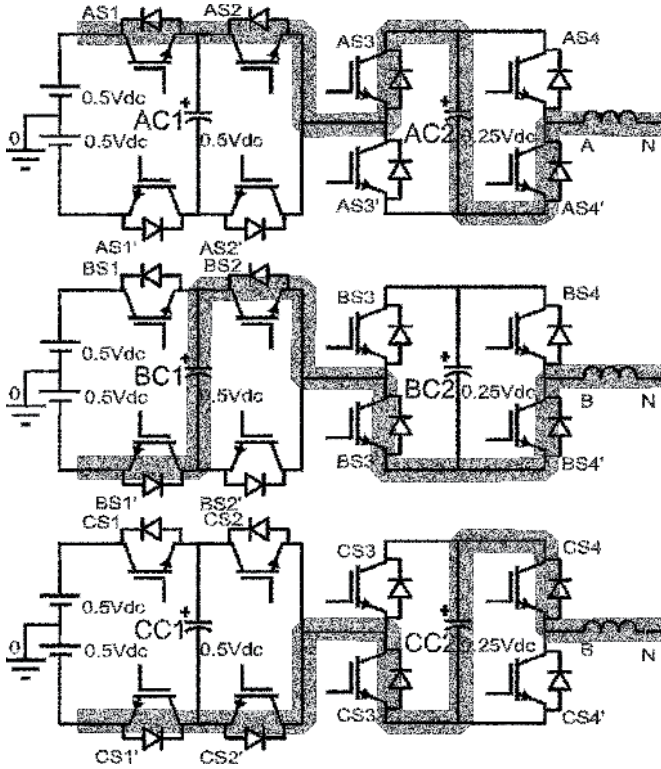 AS1 AS2
AS3 AS4
0.5Vdc
AC1 AC2
0 0.5Vdc 0.5Vdc 0.25Vdc
A N
AS3'
AS1' AS2' AS4'
BS1 BS2
BS3 BS4
0.5Vdc
BC1 BC2
0 0.5Vdc 0.5Vdc 0.25Vdc
B N
BS3' BS4'
BS1' BS2'
CS1 CS2
CS3 CS4
0.5Vdc
CC1 CC2
0 0.5Vdc 0.5Vdc 0.25Vdc
B N
CS3' CS4'
CS1' CS2'